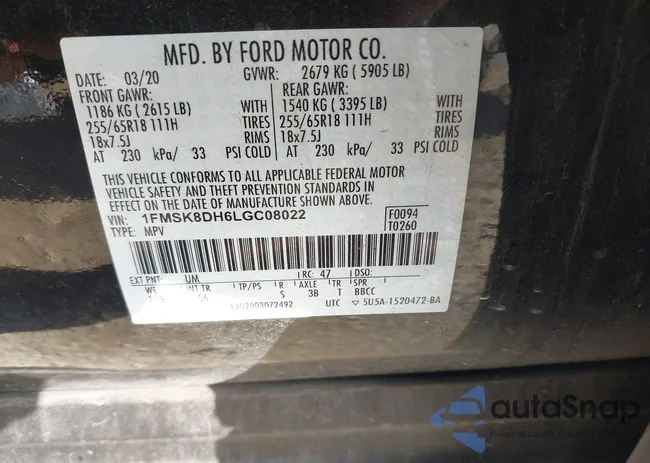 MFD. BY FORD MOTOR CO.
DATE: 03/20 GVWR: 2679 KG ( 5905 LB)
FRONT GAWR: REAR GAWR:
1186 KG ( 2615 LB) 1540 KG ( 3395 LB) WITH
255/65R18 111H 255/65R18 111H TIRES
18x7.5J 18x7.5J RIMS
AT 230 kPa/ 33 PSI COLD AT 230 kPa/ 33 PSI COLD
THIS VEHICLE CONFORMS TO ALL APPLICABLE FEDERAL MOTOR
VEHICLE SAFETY AND THEFT PREVENTION STANDARDS IN
EFFECT ON THE DATE OF MANUFACTURE SHOWN ABOVE.
VIN: 1FMSK8DH6LGC08022 F0094
TYPE: MPV T0260
EXT PNT: UM RC: 47 DSO:
WB INT TR TP/PS R AXLE TR SPR
S6 S 3B T BBCC
UTC ▽ 5U5A-1520472-BA
autaSnap